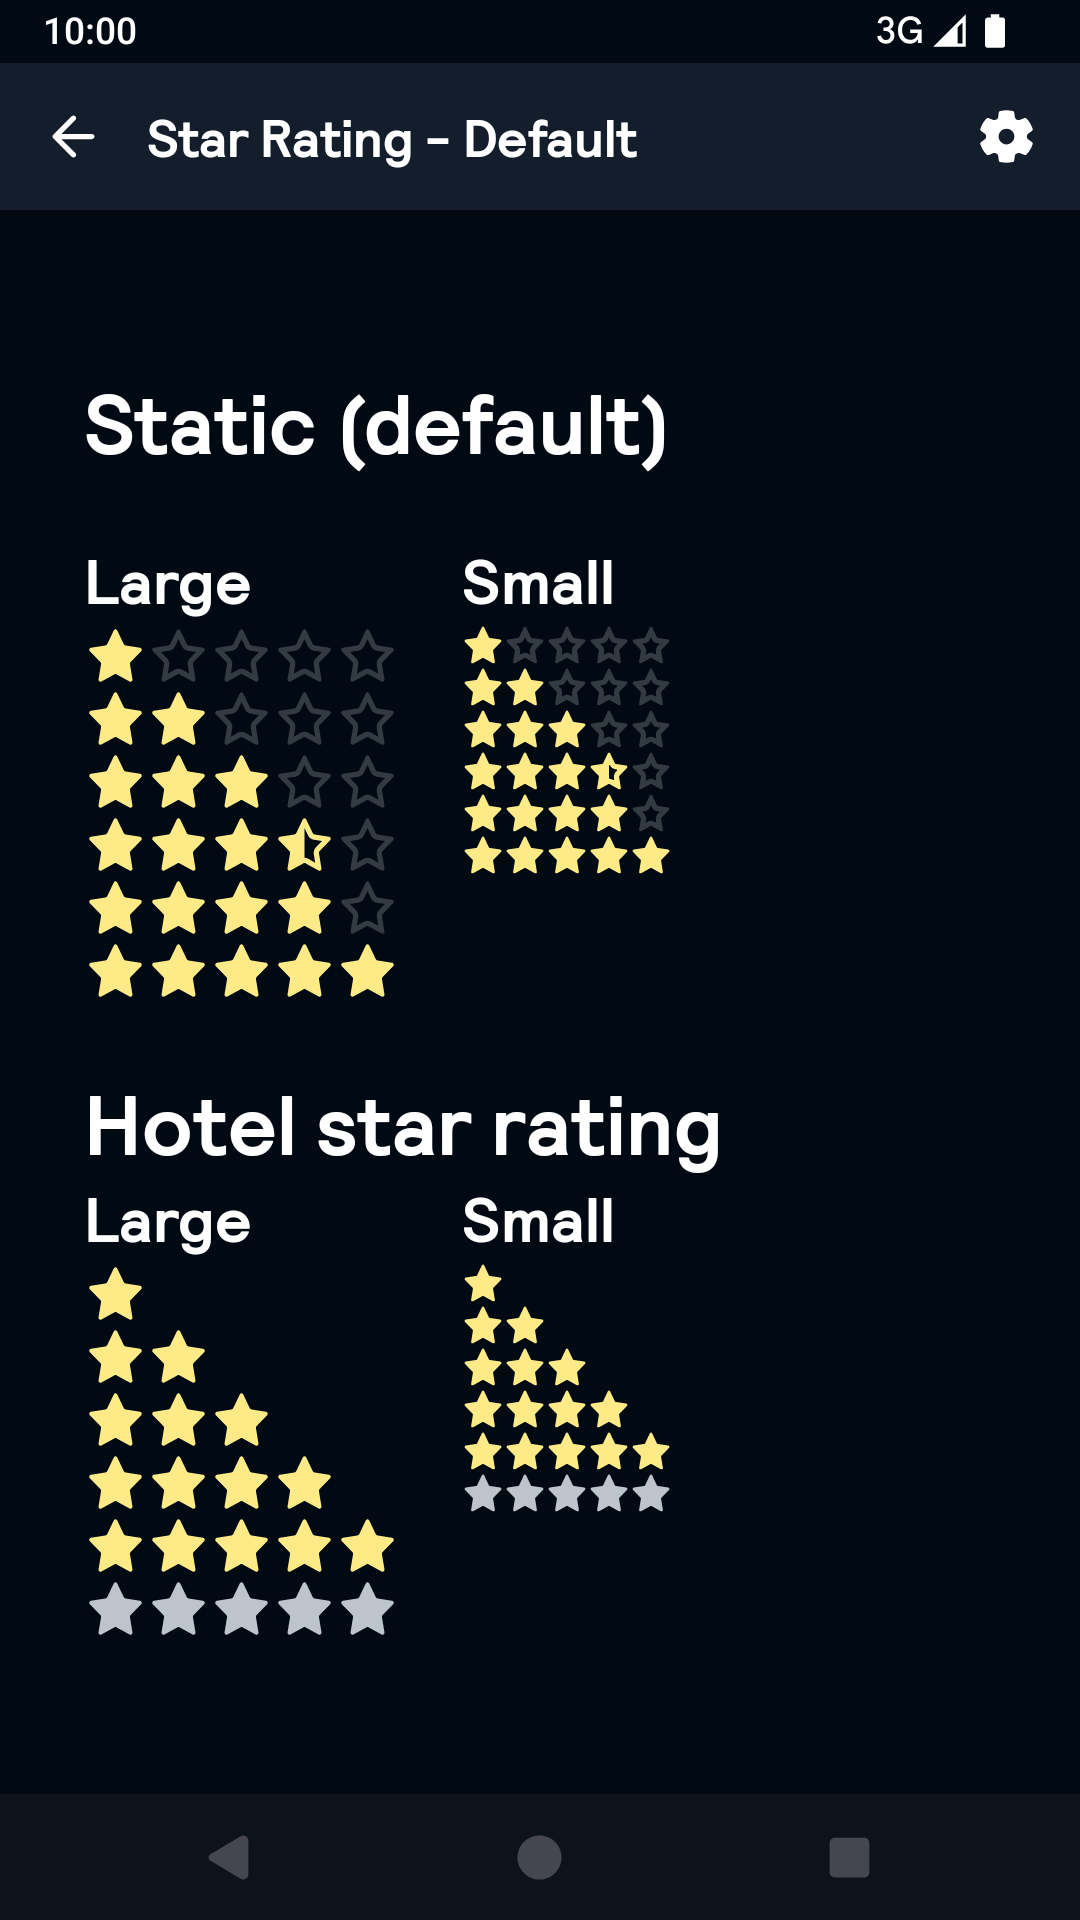 10:00 3G
Star Rating - Default
Static (default)
Large Small
Hotel star rating
Large Small